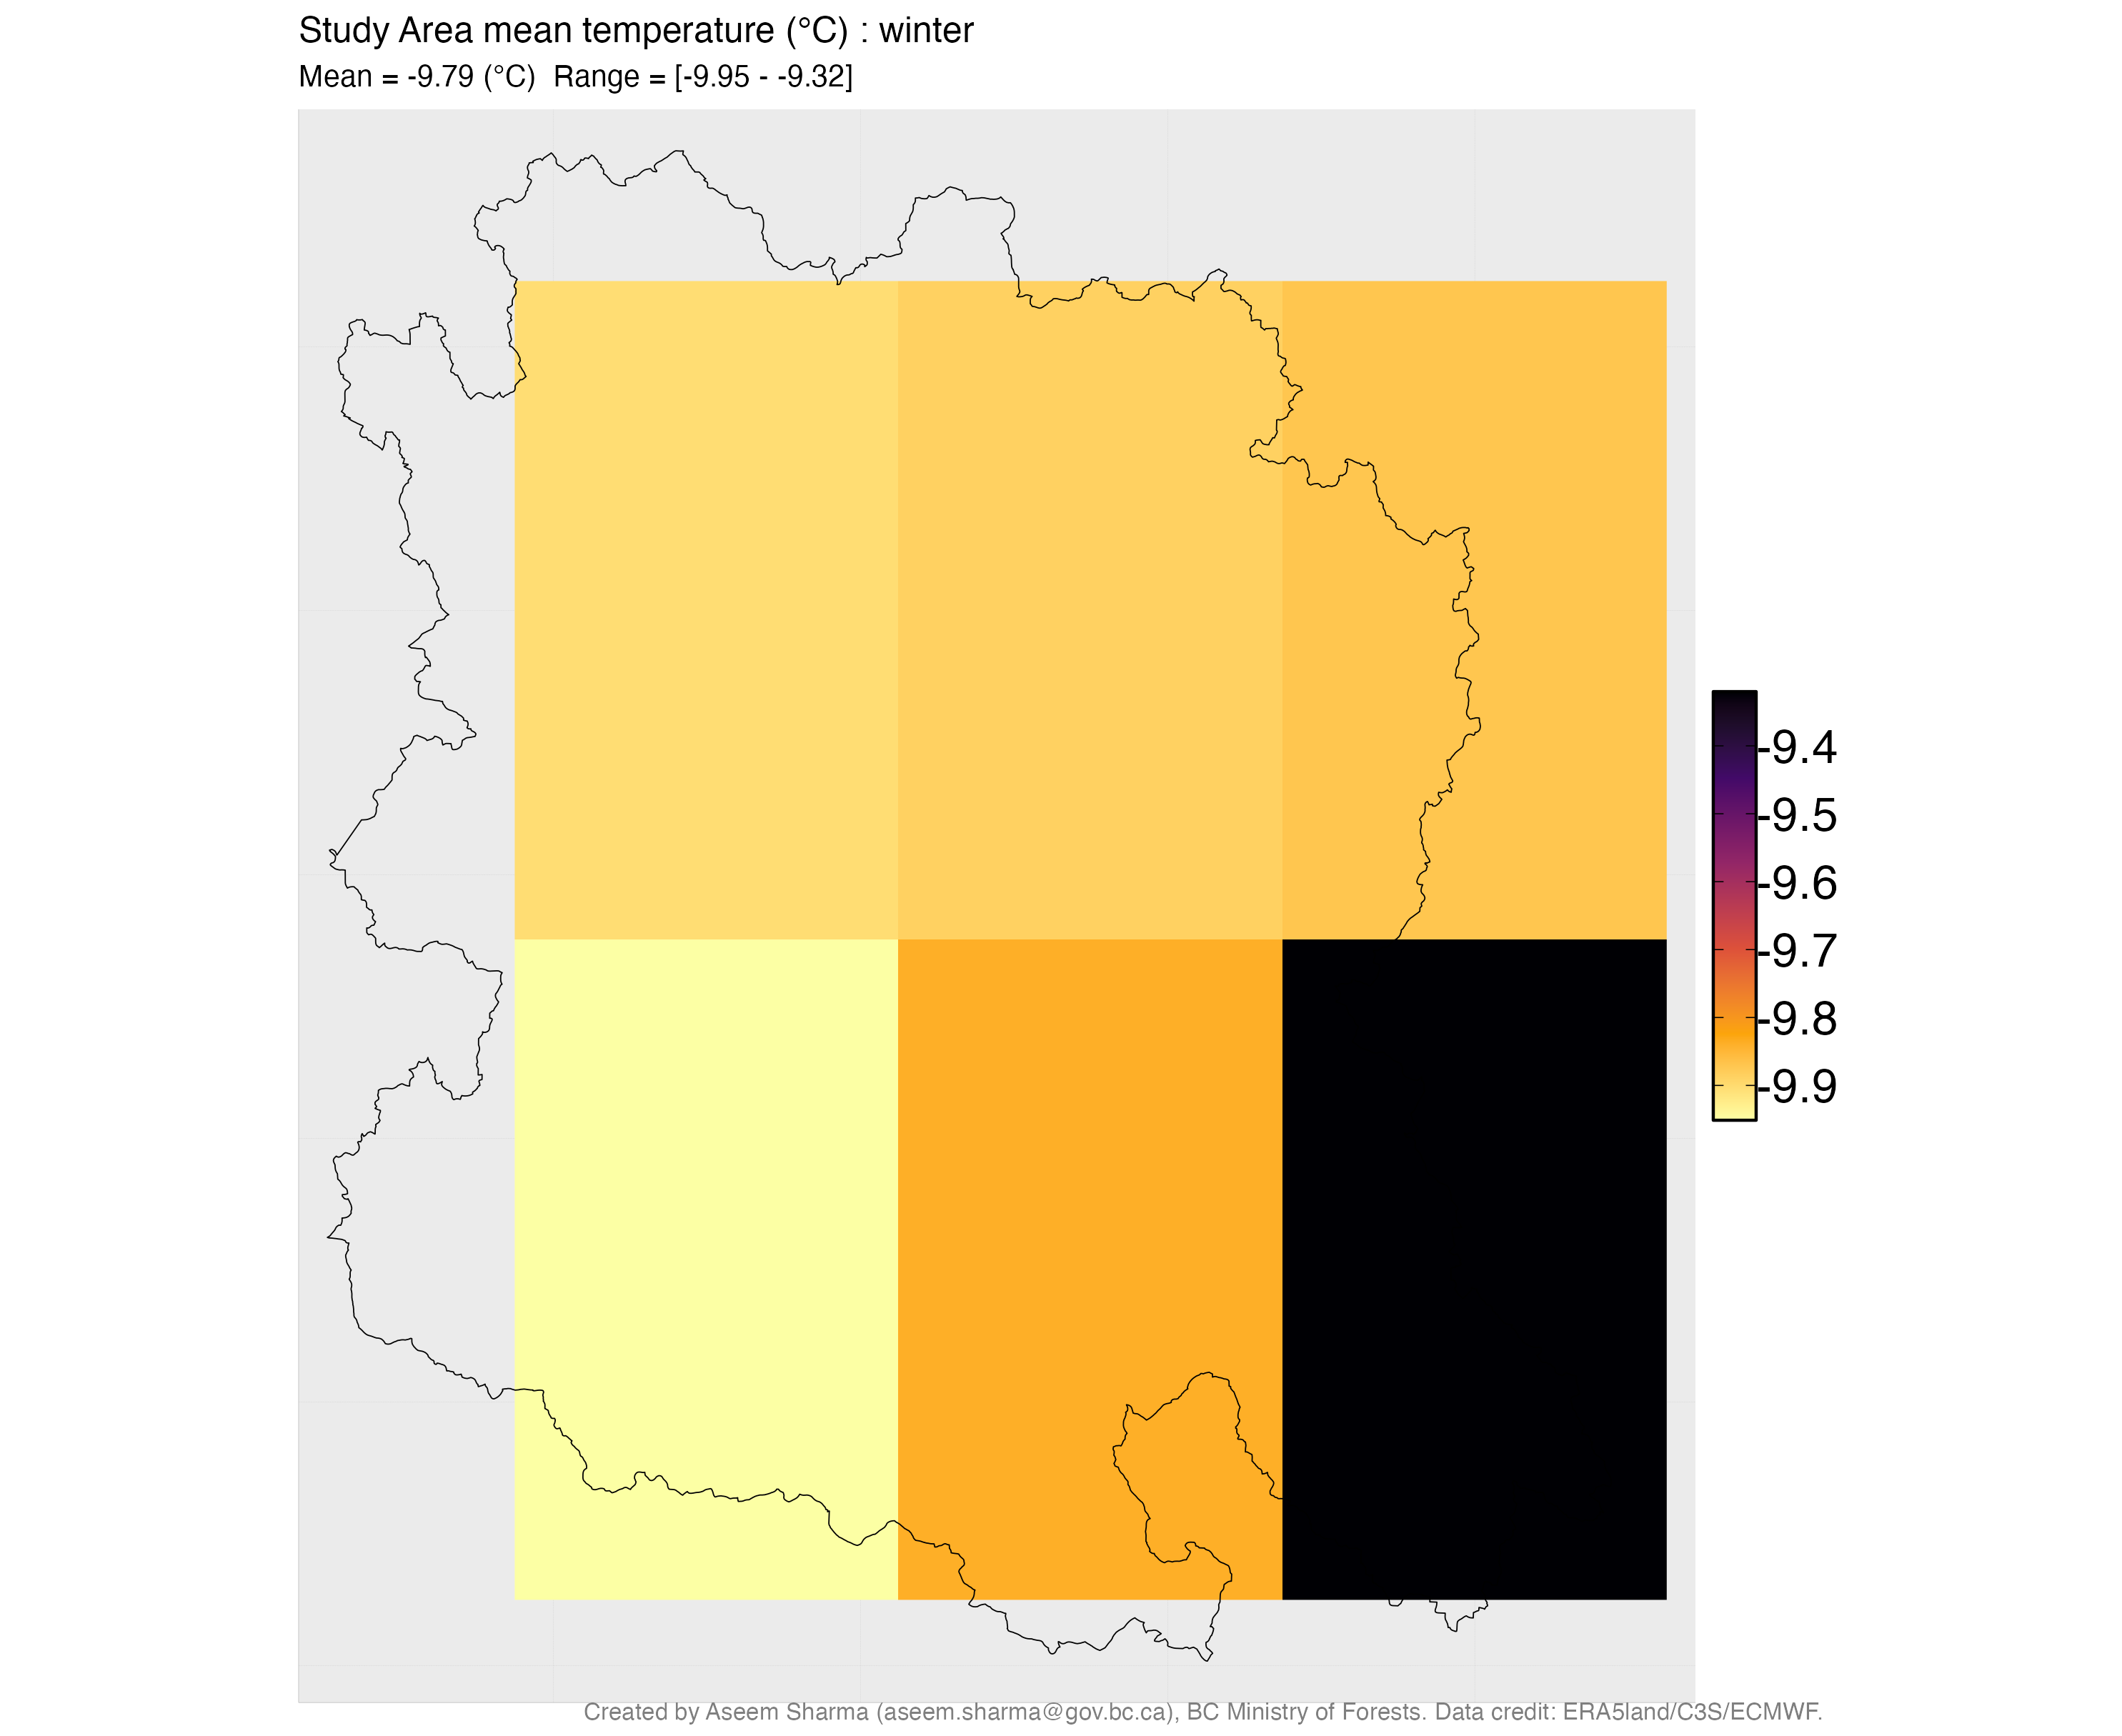 Study Area mean temperature (°C) : winter
Mean = -9.79 (°C)  Range = [-9.95 - -9.32]
-9.4
-9.5
-9.6
-9.7
-9.8
-9.9
Created by Aseem Sharma (aseem.sharma@gov.bc.ca), BC Ministry of Forests. Data credit: ERA5land/C3S/ECMWF.